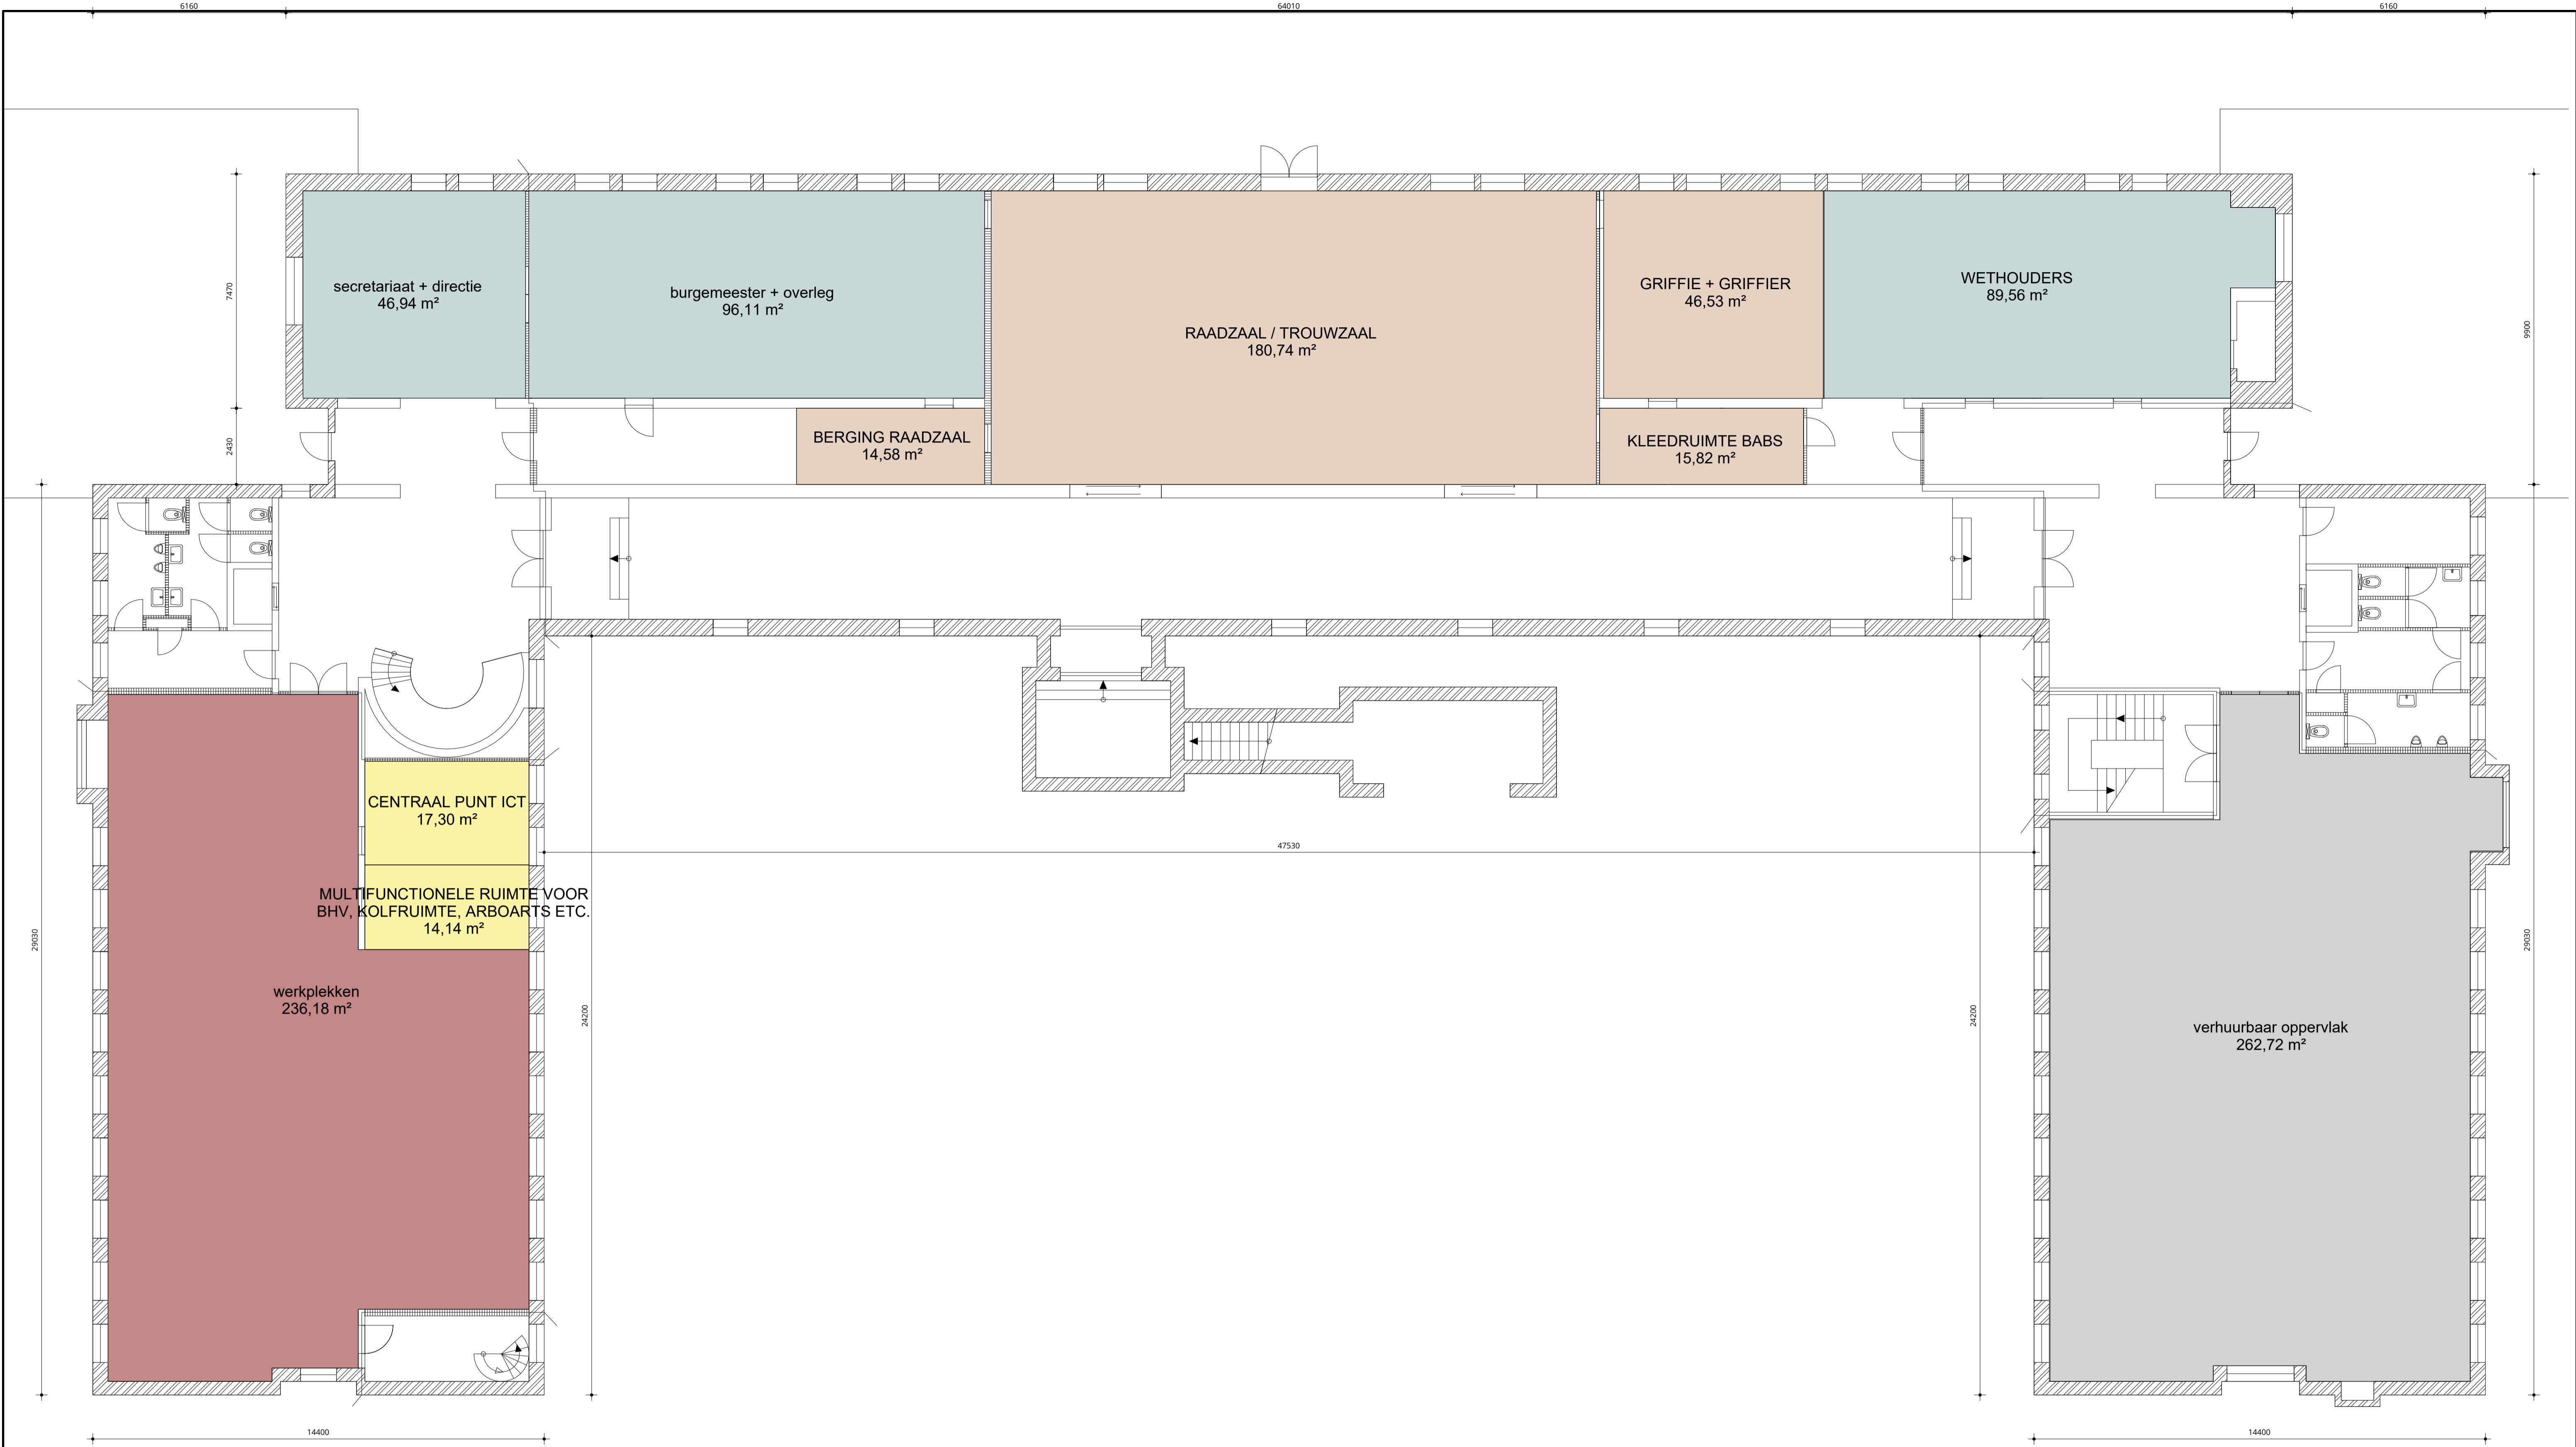 6160
64010
6160
7470
2430
9900
secretariaat + directie
46,94 m²
burgemeester + overleg
96,11 m²
RAADZAAL / TROUWZAAL
180,74 m²
GRIFFIE + GRIFFIER
46,53 m²
WETHOUDERS
89,56 m²
BERGING RAADZAAL
14,58 m²
KLEEDRUIMTE BABS
15,82 m²
CENTRAAL PUNT ICT
17,30 m²
MULTIFUNCTIONELE RUIMTE VOOR
BHV, KOLFRUIMTE, ARBOARTS ETC.
14,14 m²
47530
29030
werkplekken
236,18 m²
24200
24200
verhuurbaar oppervlak
262,72 m²
29030
14400
14400